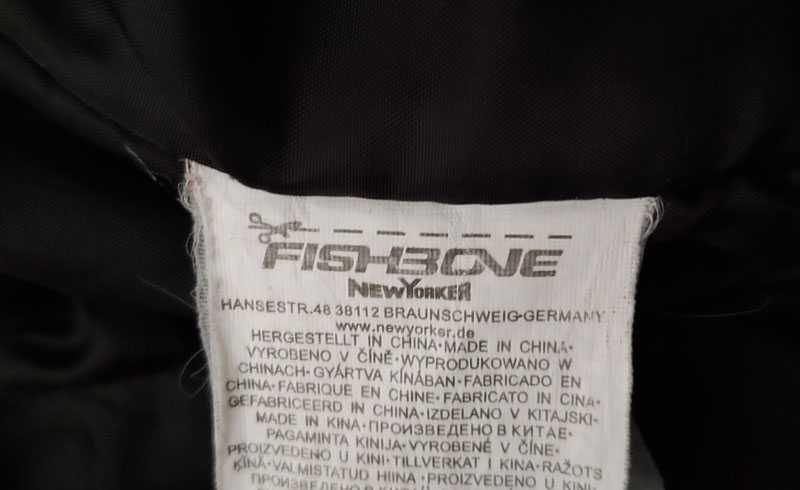 FISHBONE
NEWYORKER
HANSESTR.48 38112 BRAUNSCHWEIG·GERMANY
www.newyorker.de
HERGESTELLT IN CHINA·MADE IN CHINA·
VYROBENO V ČÍNĚ·WYPRODUKOWANO W
CHINACH·GYÁRTVA KÍNÁBAN·FABRICADO EN
CHINA·FABRIQUE EN CHINE·FABRICATO IN CINA·
GEFABRICEERD IN CHINA·IZDELANO V KITAJSKI·
MADE IN KINA·ПРОИЗВЕДЕНО В КИТАЕ·
PAGAMINTA KINIJA·VYROBENÉ V ČÍNE·
PROIZVEDENO U KINI·TILLVERKAT I KINA·RAŽOTS
ĶĪNĀ·VALMISTATUD HIINA·PROIZVEDENO U KINI·
ПРОИЗВЕДЕНО В